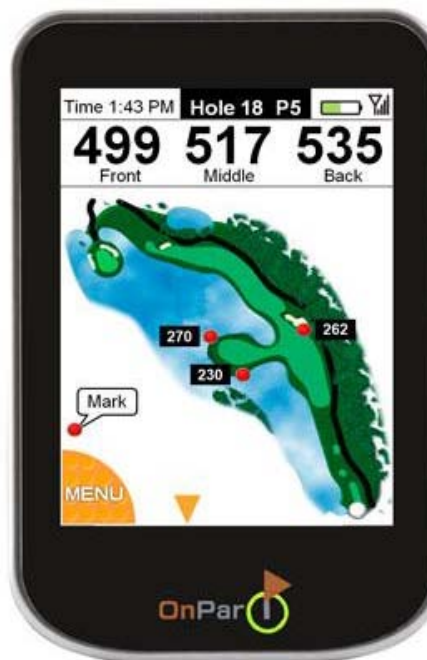 Time 1:43 PM Hole 18 P5
499 517 535
Front Middle Back
270 262
230
Mark
MENU
OnPar